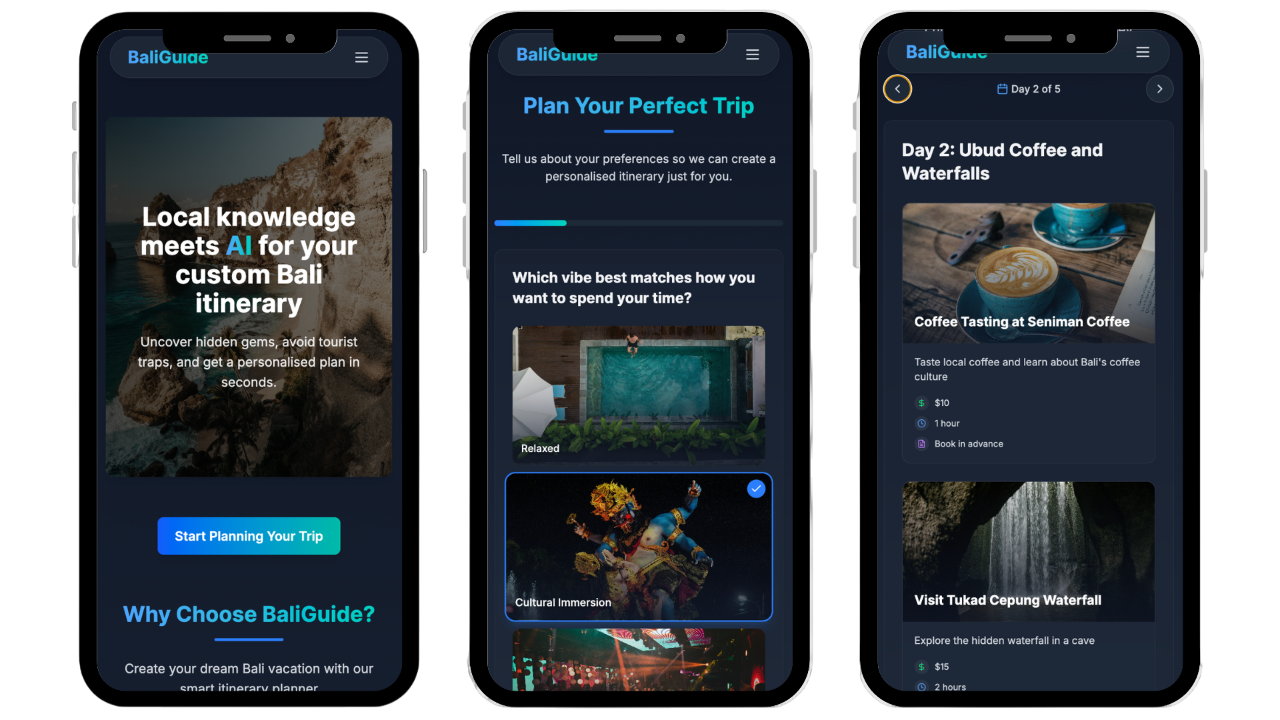 BaliGuide
Local knowledge
meets AI for your
custom Bali
itinerary
Uncover hidden gems, avoid tourist
traps, and get a personalised plan in
seconds.
Start Planning Your Trip
Why Choose BaliGuide?
Create your dream Bali vacation with our
smart itinerary planner
BaliGuide
Plan Your Perfect Trip
Tell us about your preferences so we can create a
personalised itinerary just for you.
Which vibe best matches how you
want to spend your time?
Relaxed
Cultural Immersion
BaliGuide
Day 2 of 5
Day 2: Ubud Coffee and
Waterfalls
Coffee Tasting at Seniman Coffee
Taste local coffee and learn about Bali's coffee
culture
$10
1 hour
Book in advance
Visit Tukad Cepung Waterfall
Explore the hidden waterfall in a cave
$15
2 hours